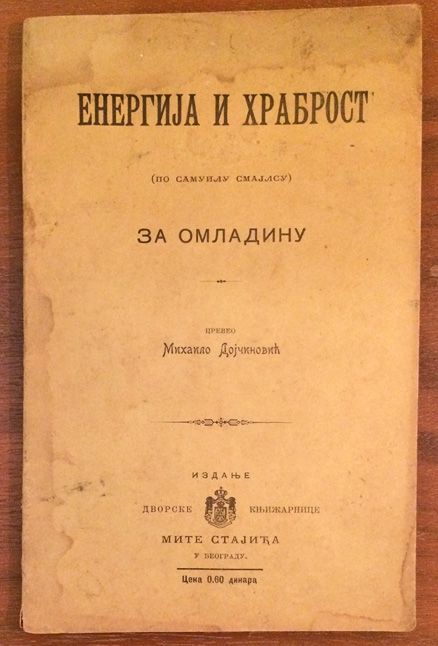 ЕНЕРГИЈА И ХРАБРОСТ
(ПО САМУИЛУ СМАЈЛСУ)
ЗА ОМЛАДИНУ
ПРЕВЕО
Михаило Дојчиновић
ИЗДАЊЕ
ДВОРСКЕ КЊИЖАРНИЦЕ
МИТЕ СТАЈИЋА
У БЕОГРАДУ.
Цена 0.60 динара